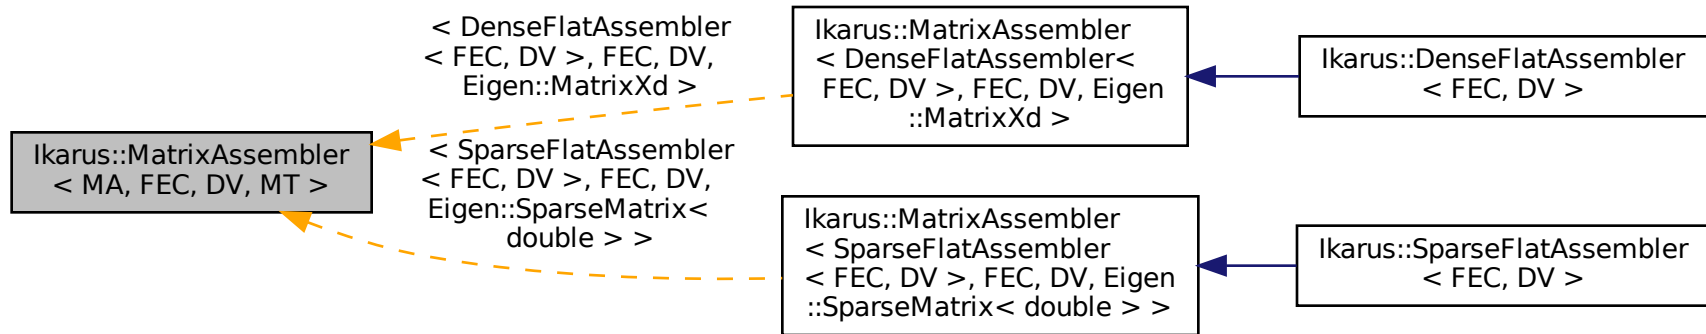 Ikarus::MatrixAssembler
< MA, FEC, DV, MT >
< DenseFlatAssembler
< FEC, DV >, FEC, DV,
Eigen::MatrixXd >
< SparseFlatAssembler
< FEC, DV >, FEC, DV,
Eigen::SparseMatrix<
double > >
Ikarus::MatrixAssembler
< DenseFlatAssembler<
FEC, DV >, FEC, DV, Eigen
::MatrixXd >
Ikarus::MatrixAssembler
< SparseFlatAssembler
< FEC, DV >, FEC, DV, Eigen
::SparseMatrix< double > >
Ikarus::DenseFlatAssembler
< FEC, DV >
Ikarus::SparseFlatAssembler
< FEC, DV >